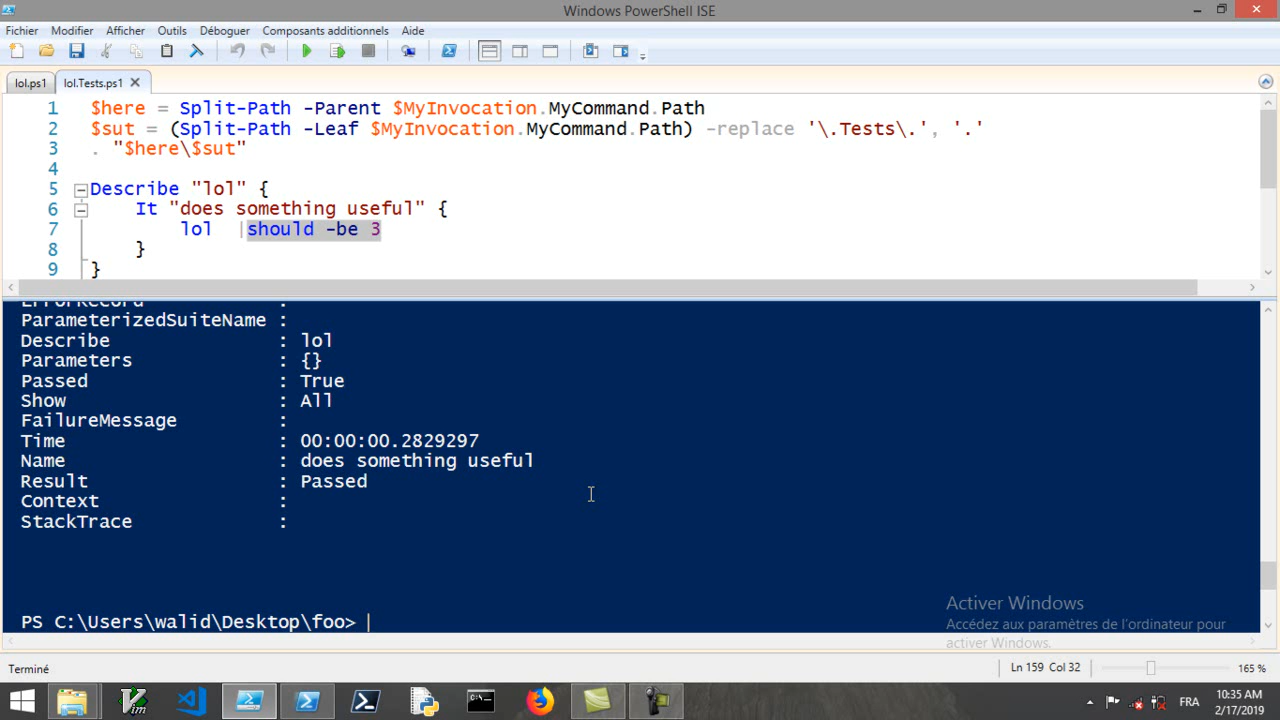 Windows PowerShell ISE
Fichier Modifier Afficher Outils Déboguer Composants additionnels Aide
lol.ps1 lol.Tests.ps1
1 $here = Split-Path -Parent $MyInvocation.MyCommand.Path
2 $sut = (Split-Path -Leaf $MyInvocation.MyCommand.Path) -replace '\.Tests\.', '.'
3 . "$here\$sut"
4
5 Describe "lol" {
6 It "does something useful" {
7 lol |should -be 3
8 }
9 }
ErrorRecord :
ParameterizedSuiteName :
Describe : lol
Parameters : {}
Passed : True
Show : All
FailureMessage :
Time : 00:00:00.2829297
Name : does something useful
Result : Passed
Context :
StackTrace :
PS C:\Users\walid\Desktop\foo>
Activer Windows
Accédez aux paramètres de l'ordinateur pour
activer Windows.
Terminé Ln 159 Col 32 165 %
FRA 10:35 AM
2/17/2019